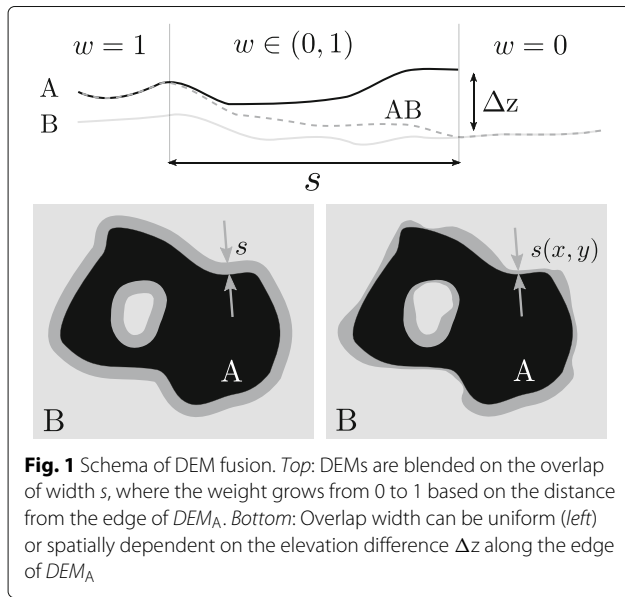 w = 1
w ∈ (0, 1)
w = 0
A
B
AB
Δz
s
s
A
B
s(x, y)
A
B
Fig. 1 Schema of DEM fusion. Top: DEMs are blended on the overlap
of width s, where the weight grows from 0 to 1 based on the distance
from the edge of DEM_A. Bottom: Overlap width can be uniform (left)
or spatially dependent on the elevation difference Δz along the edge
of DEM_A